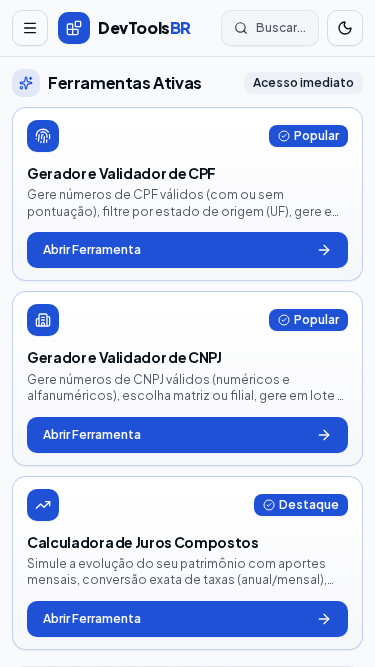 DevToolsBR
Buscar...
Ferramentas Ativas
Acesso imediato
Popular
Gerador e Validador de CPF
Gere números de CPF válidos (com ou sem
pontuação), filtre por estado de origem (UF), gere e...
Abrir Ferramenta
Popular
Gerador e Validador de CNPJ
Gere números de CNPJ válidos (numéricos e
alfanuméricos), escolha matriz ou filial, gere em lote ...
Abrir Ferramenta
Destaque
Calculadora de Juros Compostos
Simule a evolução do seu patrimônio com aportes
mensais, conversão exata de taxas (anual/mensal),...
Abrir Ferramenta